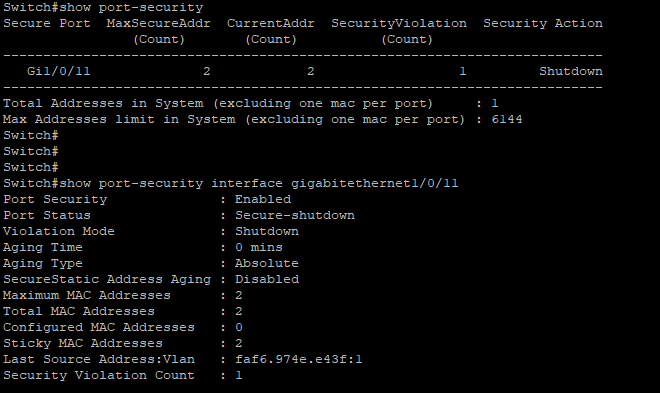 Switch#show port-security
Secure Port  MaxSecureAddr  CurrentAddr  SecurityViolation  Security Action
                (Count)       (Count)          (Count)
---------------------------------------------------------------------------
   Gi1/0/11              2            2                  1         Shutdown
---------------------------------------------------------------------------
Total Addresses in System (excluding one mac per port)     : 1
Max Addresses limit in System (excluding one mac per port) : 6144
Switch#
Switch#
Switch#
Switch#show port-security interface gigabitethernet1/0/11
Port Security              : Enabled
Port Status                : Secure-shutdown
Violation Mode             : Shutdown
Aging Time                 : 0 mins
Aging Type                 : Absolute
SecureStatic Address Aging : Disabled
Maximum MAC Addresses      : 2
Total MAC Addresses        : 2
Configured MAC Addresses   : 0
Sticky MAC Addresses       : 2
Last Source Address:Vlan   : faf6.974e.e43f:1
Security Violation Count   : 1